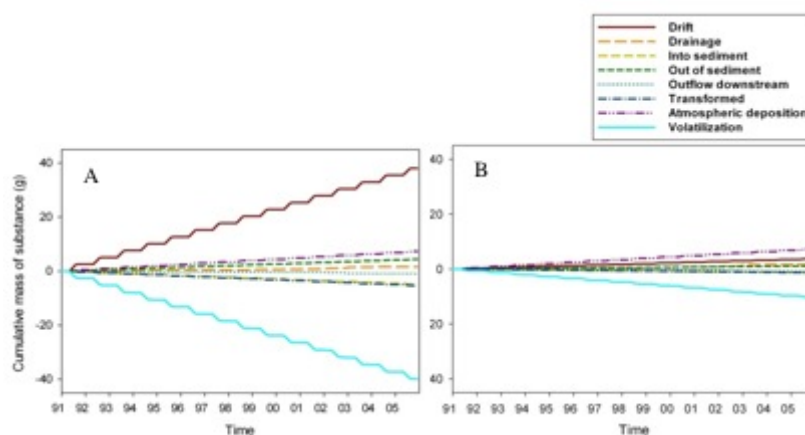 Drift
Drainage
Into sediment
Out of sediment
Outflow downstream
Transformed
Atmospheric deposition
Volatilization
A
B
Cumulative mass of substance (g)
40
20
0
-20
-40
40
20
0
20
40
91 92 93 94 95 96 97 98 99 00 01 02 03 04 05
91 92 93 94 95 96 97 98 99 00 01 02 03 04 05
Time
Time